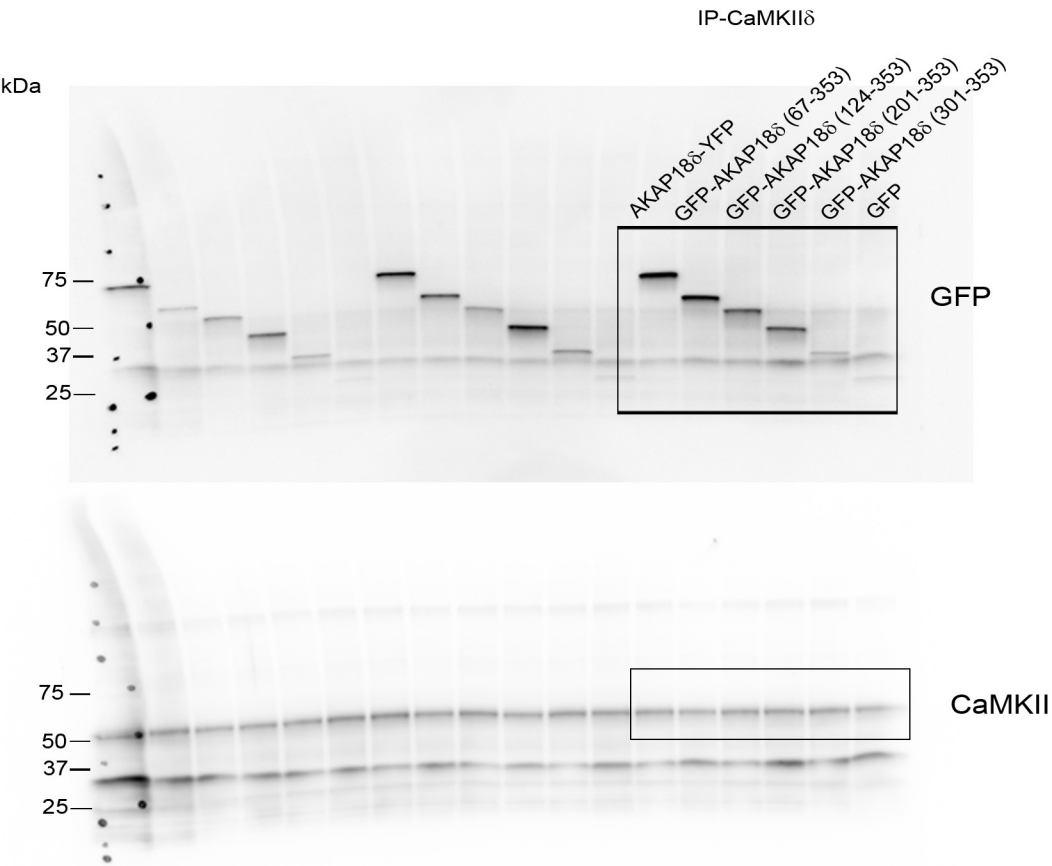 IP-CaMKIIδ
kDa
AKAP18δ-YFP
GFP-AKAP18δ (67-353)
GFP-AKAP18δ (124-353)
GFP-AKAP18δ (201-353)
GFP-AKAP18δ (301-353)
GFP
75
GFP
50
37
25
75
CaMKII
50
37
25